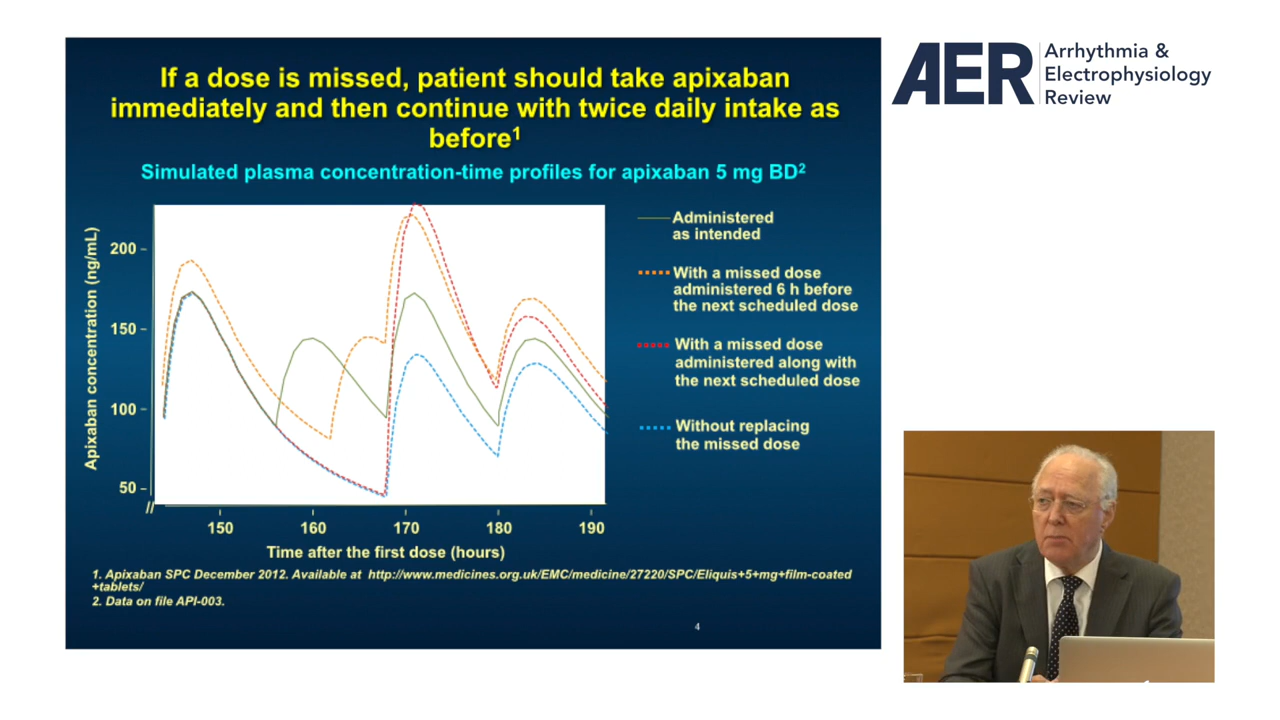 If a dose is missed, patient should take apixaban
immediately and then continue with twice daily intake as
before1
Simulated plasma concentration-time profiles for apixaban 5 mg BD2
Apixaban concentration (ng/mL)
200
150
100
50
//
150 160 170 180 190
Time after the first dose (hours)
Administered
as intended
With a missed dose
administered 6 h before
the next scheduled dose
With a missed dose
administered along with
the next scheduled dose
Without replacing
the missed dose
1. Apixaban SPC December 2012. Available at http://www.medicines.org.uk/EMC/medicine/27220/SPC/Eliquis+5+mg+film-coated
+tablets/
2. Data on file API-003.
4
AER
Arrhythmia &
Electrophysiology
Review